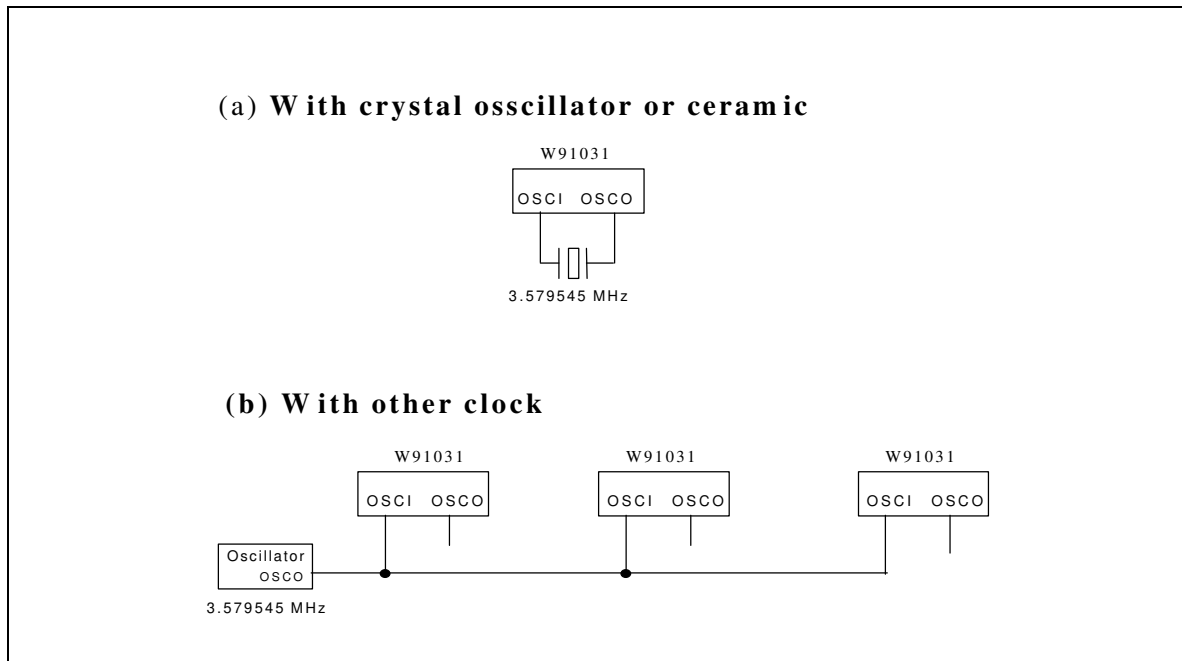 (a) With crystal osscillator or ceramic
W91031
OSCI OSCO
3.579545 MHz
(b) With other clock
W91031 W91031 W91031
OSCI OSCO OSCI OSCO OSCI OSCO
Oscillator
OSCO
3.579545 MHz